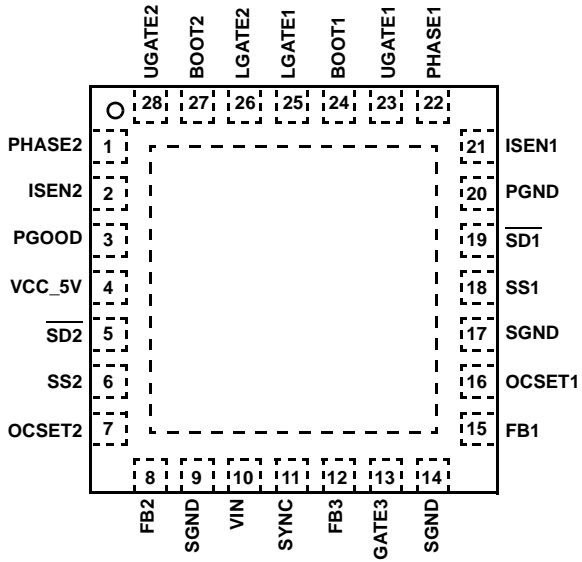 UGATE2
BOOT2
LGATE2
LGATE1
BOOT1
UGATE1
PHASE1
28 27 26 25 24 23 22
PHASE2 1 21 ISEN1
ISEN2 2 20 PGND
PGOOD 3 19 SD1
VCC_5V 4 18 SS1
SD2 5 17 SGND
SS2 6 16 OCSET1
OCSET2 7 15 FB1
8 9 10 11 12 13 14
FB2
SGND
VIN
SYNC
FB3
GATE3
SGND